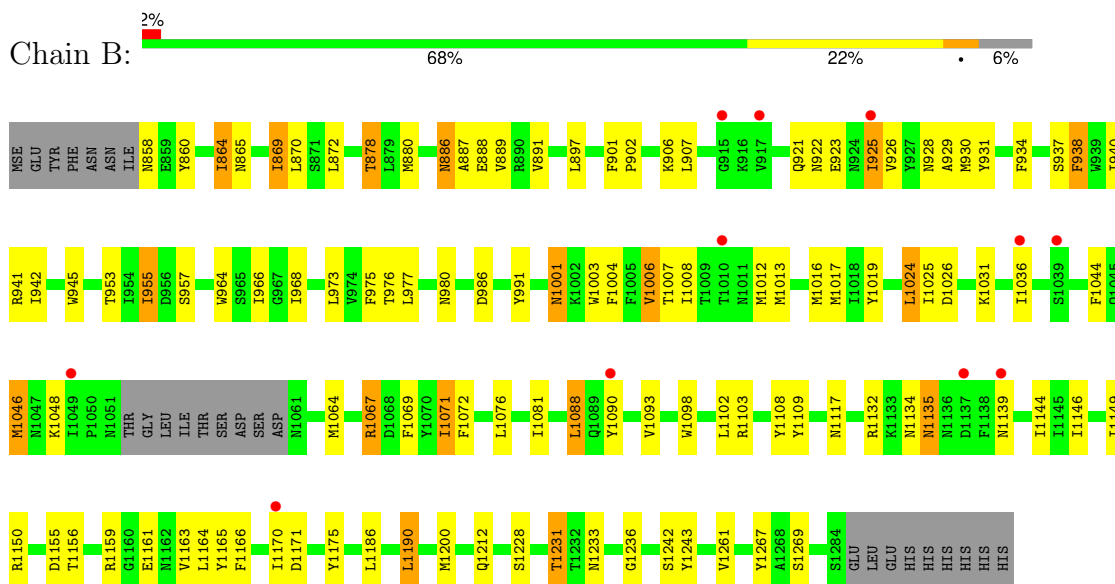 2%
Chain B:
68% 22% • 6%
MSE GLU TYR PHE ASN ASN ILE N858 E859 Y860 I864 N865 I869 L870 S871 L872 T878 L879 M880 N886 A887 E888 V889 R890 V891 L897 F901 P902 K906 L907 G915 K916 V917 Q921 N922 E923 N924 I925 V926 Y927 N928 A929 M930 Y931 F934 S937 F938 W939 I940
R941 I942 W945 T953 I954 I955 D956 S957 W964 S965 I966 G967 I968 L973 V974 F975 T976 L977 N980 D986 Y991 N1001 K1002 W1003 F1004 F1005 V1006 T1007 I1008 T1009 T1010 N1011 M1012 M1013 M1016 M1017 I1018 Y1019 L1024 I1025 D1026 K1031 I1036 S1039 F1044
M1046 N1047 K1048 I1049 P1050 N1051 THR GLY LEU ILE THR SER ASP SER ASP N1061 M1064 R1067 D1068 F1069 Y1070 I1071 F1072 L1076 I1081 L1088 Q1089 Y1090 V1093 W1098 L1102 R1103 Y1108 Y1109 N1117 R1132 K1133 N1134 N1135 N1136 D1137 F1138 N1139 I1144 I1145 I1146 I1149
R1150 D1155 T1156 R1159 G1160 E1161 N1162 V1163 L1164 Y1165 F1166 I1170 D1171 Y1175 L1186 L1190 M1200 Q1212 S1228 T1231 T1232 N1233 G1236 S1242 Y1243 V1261 Y1267 A1268 S1269 S1284 GLU LEU GLU HIS HIS HIS HIS HIS HIS